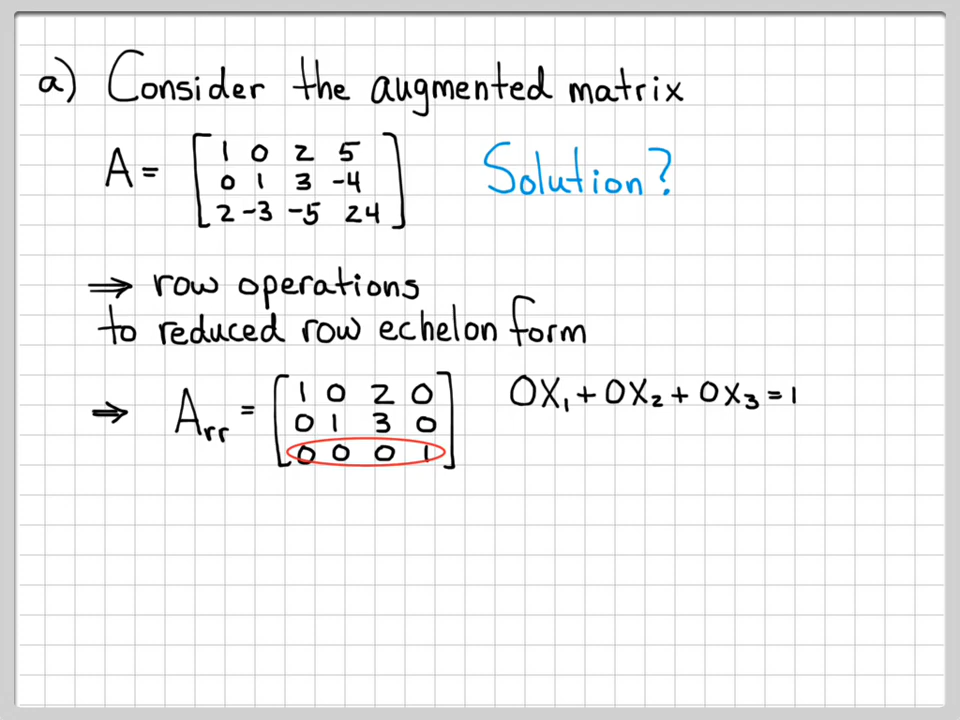 a) Consider the augmented matrix
A = [ 1 0 2 5
0 1 3 -4
2 -3 -5 24 ]
Solution?
⇒ row operations
to reduced row echelon form
⇒ Arr = [ 1 0 2 0
0 1 3 0
0 0 0 1 ]
0X1 + 0X2 + 0X3 = 1